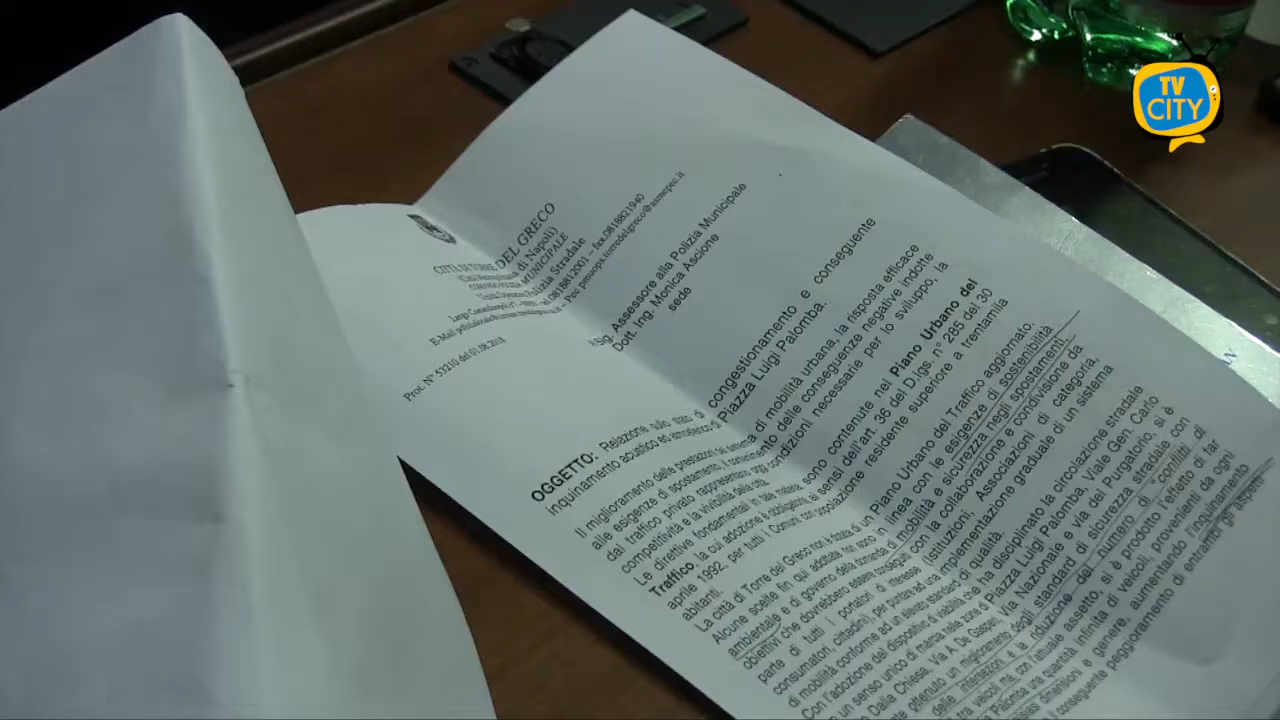 TV
CITY
CITTÀ DI TORRE DEL GRECO
di Napoli)
MUNICIPALE
Polizia Stradale
0818812001 – fax.0818821940
Prot. N° 53210 del 01.08.2018
Sig. Assessore alla Polizia Municipale
Dott. Ing. Monica Ascione
sede
OGGETTO: Relazione sullo stato di congestionamento e conseguente
inquinamento acustico ed atmosferico di Piazza Luigi Palomba.
Il miglioramento delle prestazioni del sistema di mobilità urbana, la risposta efficace
alle esigenze di spostamento, il contenimento delle conseguenze negative indotte
dal traffico privato rappresentano oggi condizioni necessarie per lo sviluppo, la
competitività e la vivibilità della città.
Le direttive fondamentali in tale materia sono contenute nel Piano Urbano del
Traffico, la cui adozione è obbligatoria ai sensi dell'art. 36 del D.lgs. n° 285 del 30
aprile 1992, per tutti i Comuni con popolazione residente superiore a trentamila
abitanti.
La città di Torre del Greco non è dotata di un Piano Urbano del Traffico aggiornato.
Alcune scelte fin qui adottate non sono in linea con le esigenze di sostenibilità
ambientale e di governo della domanda di mobilità e sicurezza negli spostamenti,
obiettivi che dovrebbero essere conseguiti con la collaborazione e condivisione da
parte di tutti i portatori di interesse (Istituzioni, Associazioni di categoria,
consumatori, cittadini), per puntare ad una implementazione graduale di un sistema
di mobilità conforme ad un elevato standard di qualità.
Con l'adozione del dispositivo di viabilità che ha disciplinato la circolazione stradale
con un senso unico di marcia nelle zone di Piazza Luigi Palomba, Viale Gen. Carlo
Dalla Chiesa, Via A. De Gasperi, Via Nazionale e via del Purgatorio, si è
ottenuto un miglioramento degli standard di sicurezza stradale con
delle intersezioni e la riduzione del numero di "conflitti di
tra veicoli ma, con l'attuale assetto, si è prodotto l'effetto di far
Palomba una quantità infinita di veicoli, provenienti da ogni
dimensioni e genere, aumentando l'inquinamento
conseguente peggioramento di entrambi gli aspetti